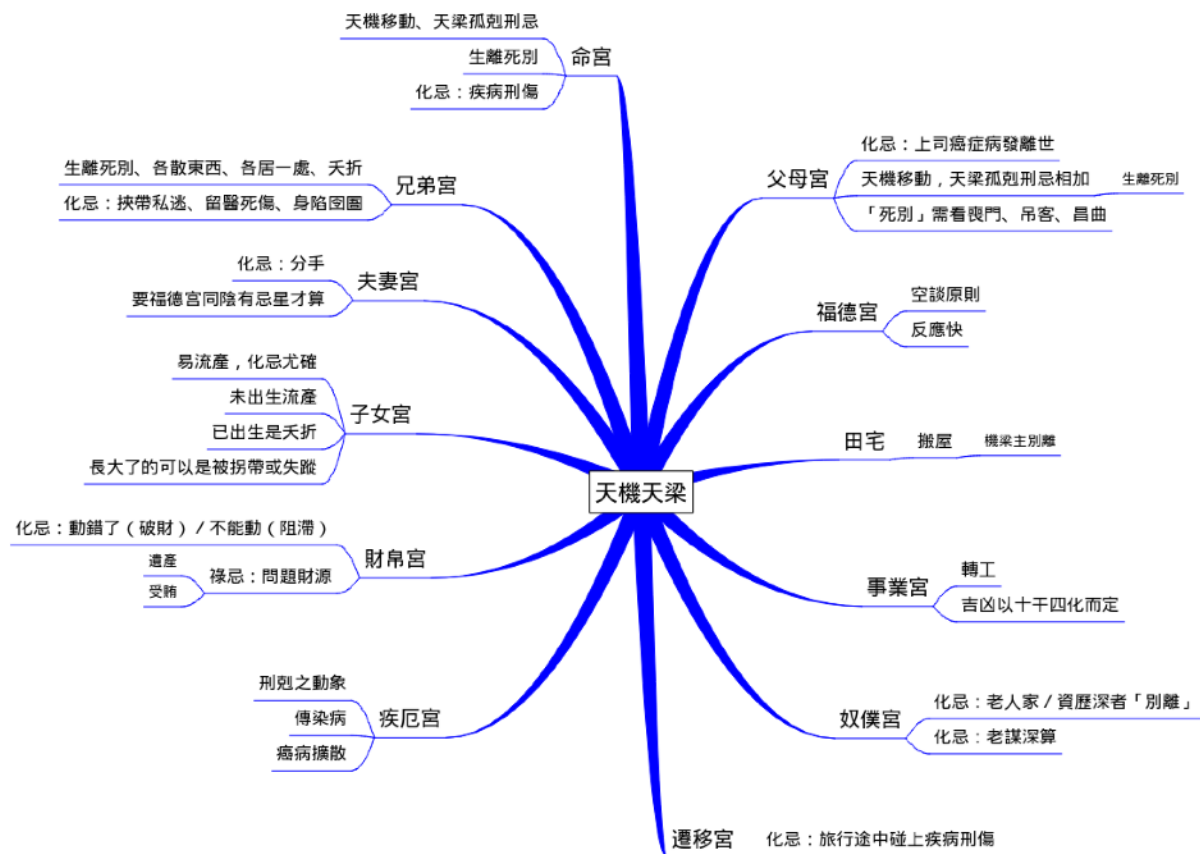 天機天梁
命宮
天機移動、天梁孤剋刑忌
生離死別
化忌：疾病刑傷
兄弟宮
生離死別、各散東西、各居一處、夭折
化忌：挾帶私逃、留醫死傷、身陷囹圄
夫妻宮
化忌：分手
要福德宮同陰有忌星才算
子女宮
易流產，化忌尤確
未出生流產
已出生是夭折
長大了的可以是被拐帶或失蹤
財帛宮
化忌：動錯了（破財）/ 不能動（阻滯）
祿忌：問題財源
遺產
受賄
疾厄宮
刑剋之動象
傳染病
癌病擴散
父母宮
化忌：上司癌症病發離世
天機移動，天梁孤剋刑忌相加
生離死別
「死別」需看喪門、吊客、昌曲
福德宮
空談原則
反應快
田宅
搬屋
機梁主別離
事業宮
轉工
吉凶以十干四化而定
奴僕宮
化忌：老人家 / 資歷深者「別離」
化忌：老謀深算
遷移宮
化忌：旅行途中碰上疾病刑傷